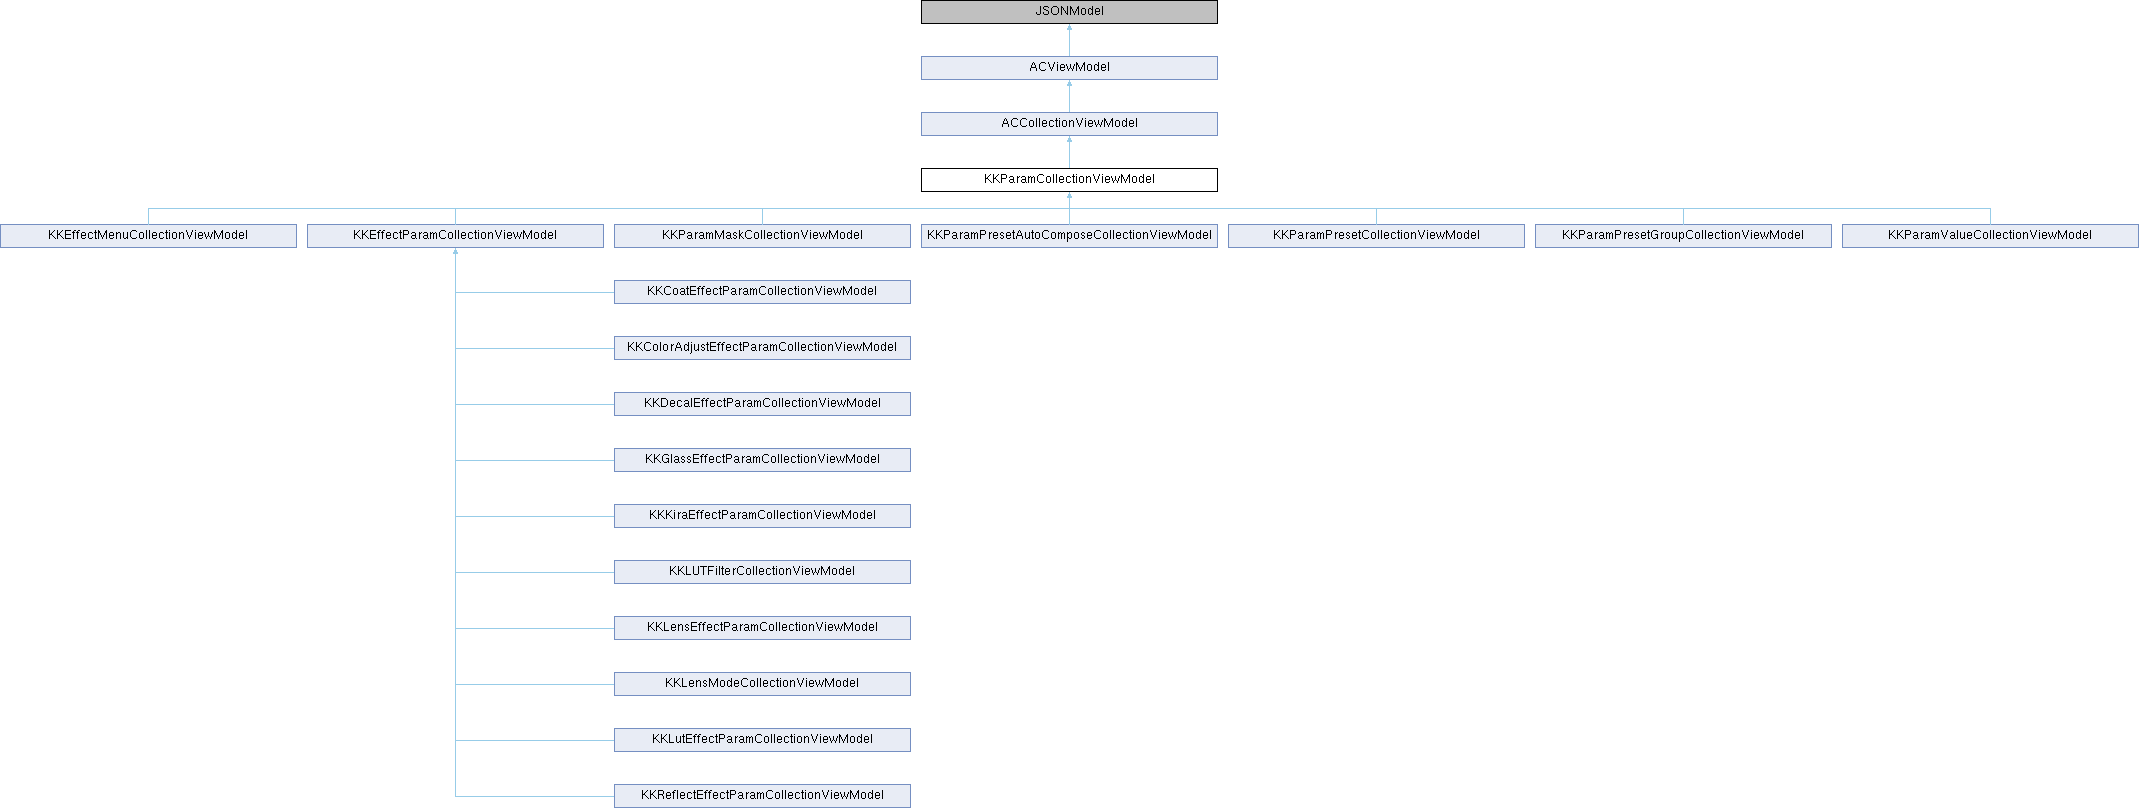 JSONModel
ACViewModel
ACCollectionViewModel
KKParamCollectionViewModel
KKEffectMenuCollectionViewModel
KKEffectParamCollectionViewModel
KKParamMaskCollectionViewModel
KKParamPresetAutoComposeCollectionViewModel
KKParamPresetCollectionViewModel
KKParamPresetGroupCollectionViewModel
KKParamValueCollectionViewModel
KKCoatEffectParamCollectionViewModel
KKColorAdjustEffectParamCollectionViewModel
KKDecalEffectParamCollectionViewModel
KKGlassEffectParamCollectionViewModel
KKKiraEffectParamCollectionViewModel
KKLUTFilterCollectionViewModel
KKLensEffectParamCollectionViewModel
KKLensModeCollectionViewModel
KKLutEffectParamCollectionViewModel
KKReflectEffectParamCollectionViewModel